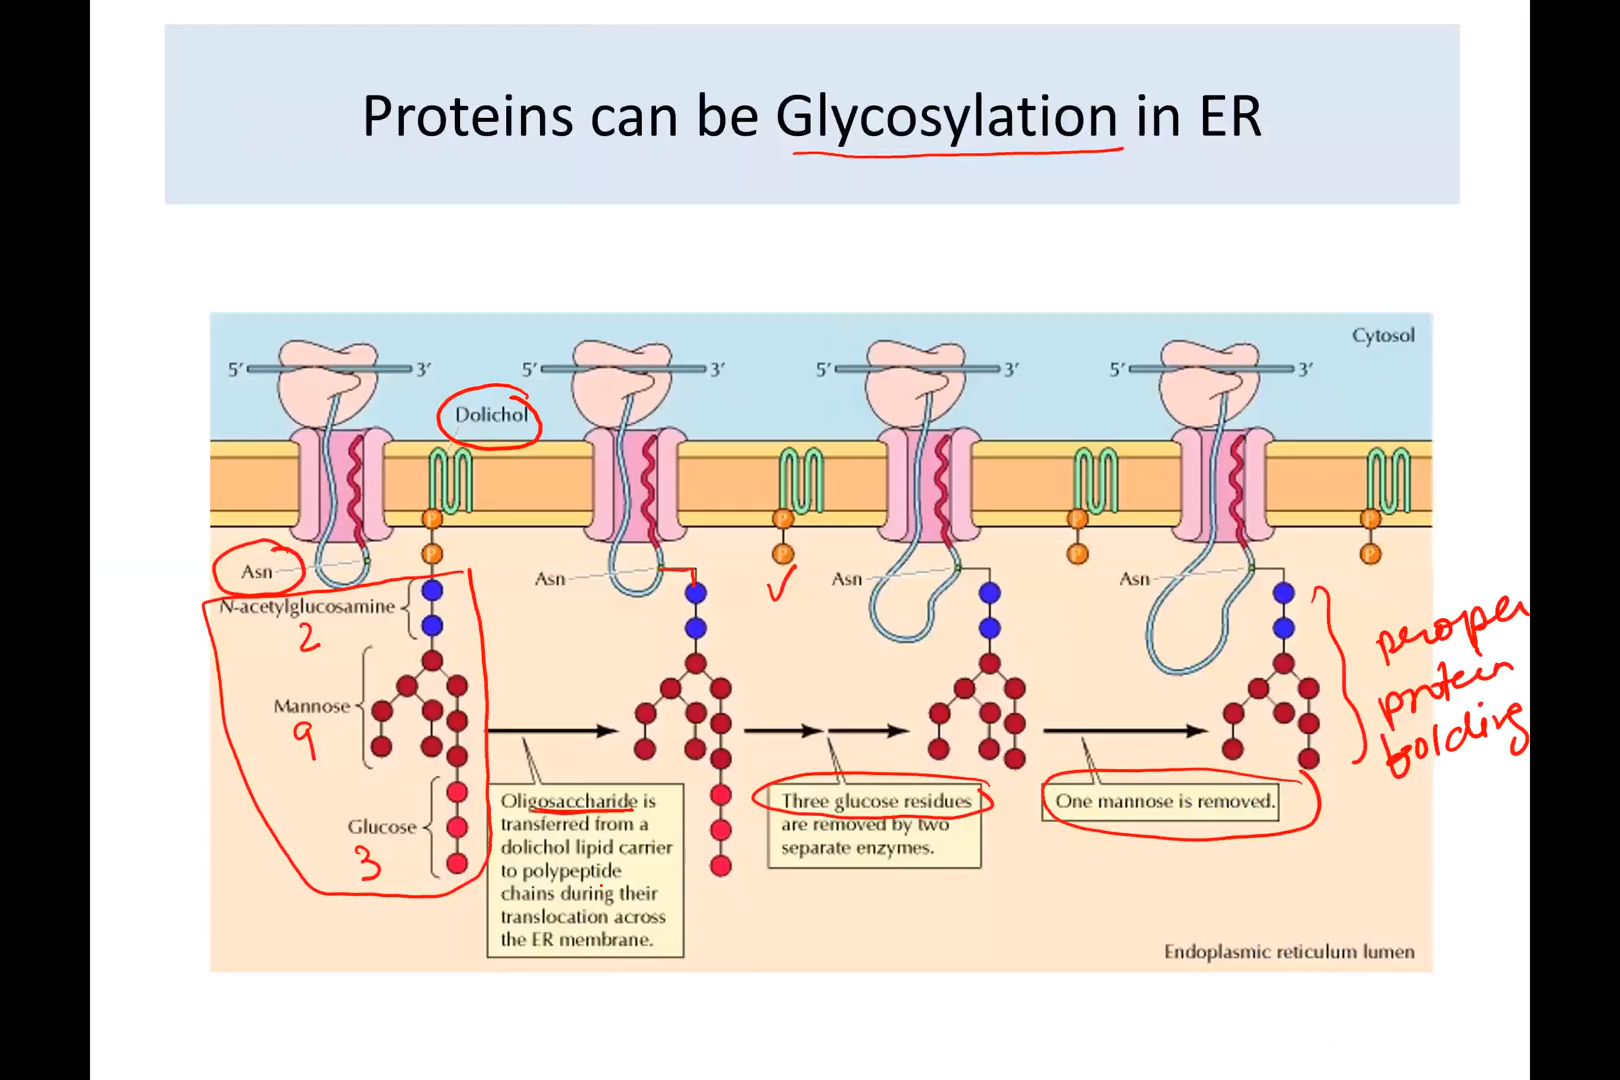 Proteins can be Glycosylation in ER
Cytosol
5′ 3′ 5′ 3′ 5′ 3′ 5′ 3′
Dolichol
P P P P
P P P P
Asn Asn Asn Asn
N-acetylglucosamine
2
Mannose
9
Glucose
3
Oligosaccharide is
transferred from a
dolichol lipid carrier
to polypeptide
chains during their
translocation across
the ER membrane.
Three glucose residues
are removed by two
separate enzymes.
One mannose is removed.
peroper
protein
folding
Endoplasmic reticulum lumen